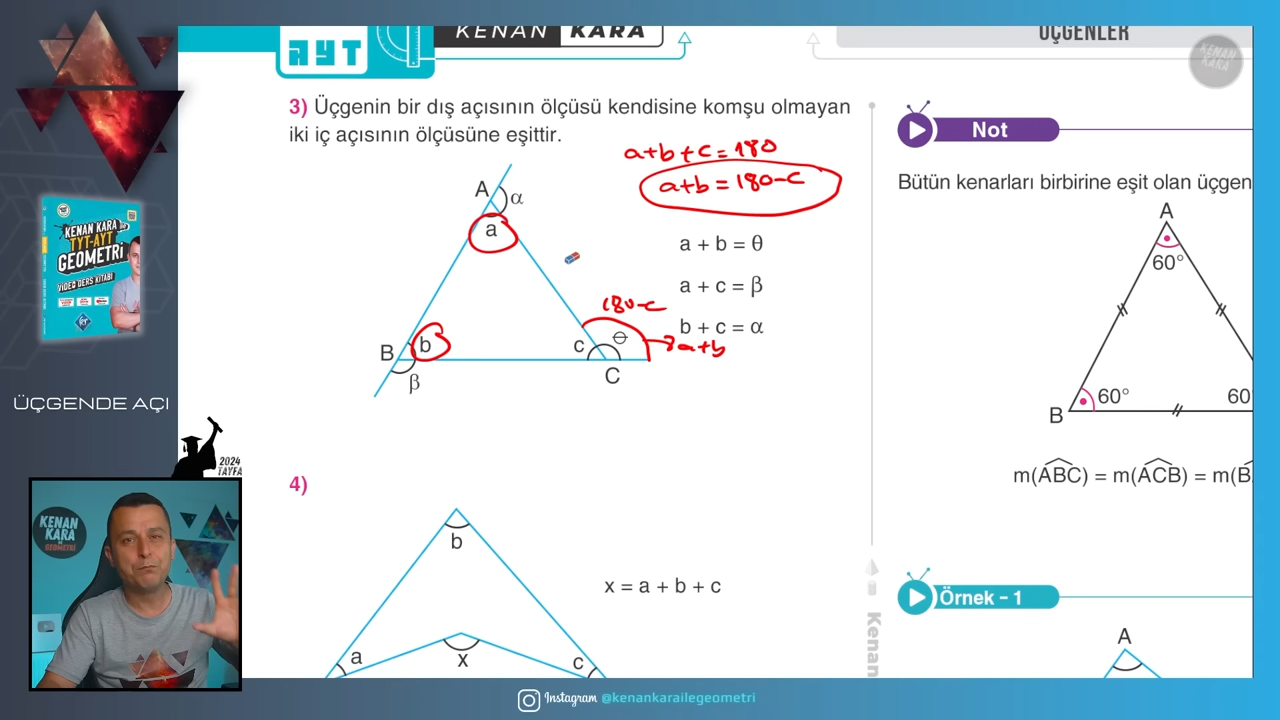 AYT
KENAN KARA
ÜÇGENLER
KENAN KARA
3) Üçgenin bir dış açısının ölçüsü kendisine komşu olmayan
iki iç açısının ölçüsüne eşittir.
a+b+c=180
a+b=180-c
A
α
a
a + b = θ
a + c = β
b + c = α
180-c
a+b
B
b
c
θ
C
β
Not
Bütün kenarları birbirine eşit olan üçgen
A
60°
B
60°
60
m(ABC) = m(ACB) = m(B
4)
b
x = a + b + c
a
x
c
Kenan
Örnek - 1
A
KENAN KARA
TYT-AYT
GEOMETRİ
VİDEO DERS KİTABI
ÜÇGENDE AÇI
2024
TAYFA
KENAN
KARA
GEOMETRİ
Instagram @kenankarailegeometri